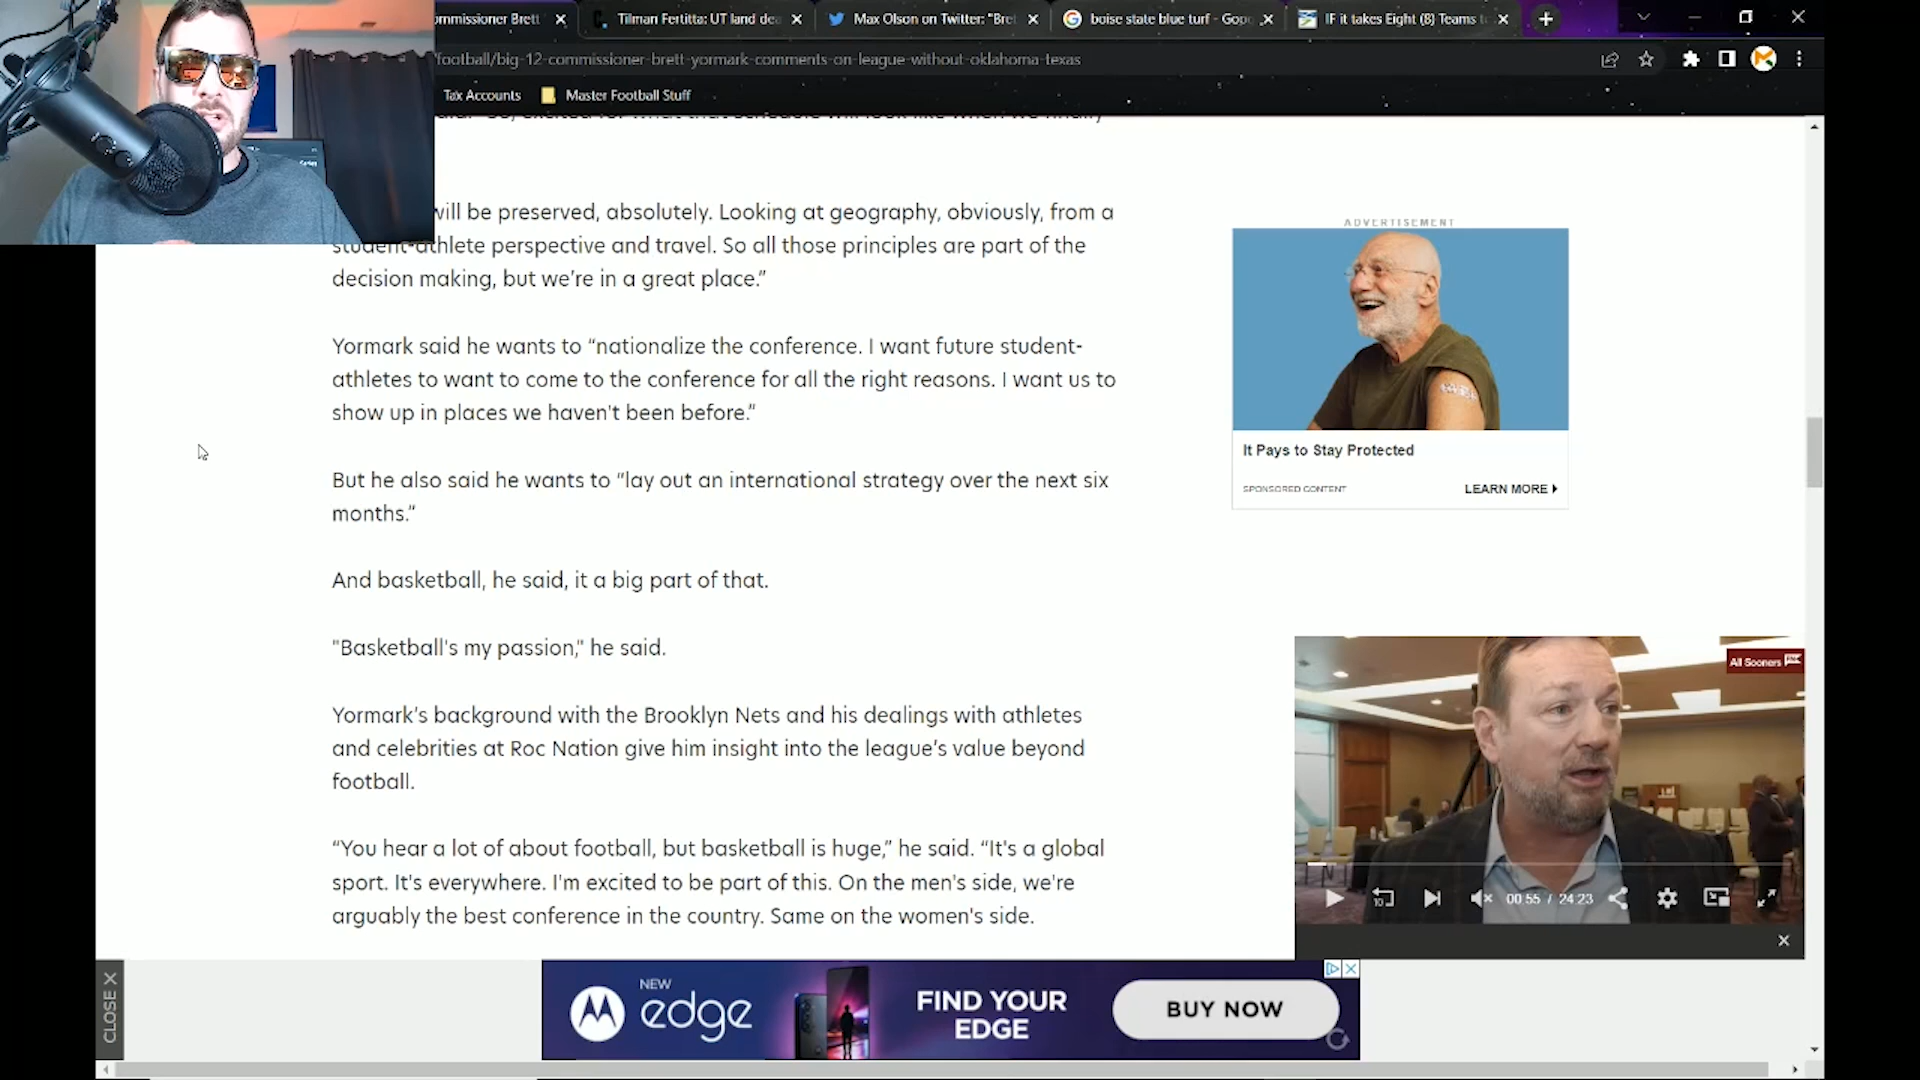 ommissioner Brett
Tilman Fertitta: UT land de
Max Olson on Twitter: "Bret
boise state blue turf - Goog
IF it takes Eight (8) Teams t
football/big-12-commissioner-brett-yormark-comments-on-league-without-oklahoma-texas
Tax Accounts
Master Football Stuff
will be preserved, absolutely. Looking at geography, obviously, from a
student-athlete perspective and travel. So all those principles are part of the
decision making, but we're in a great place."
Yormark said he wants to "nationalize the conference. I want future student-
athletes to want to come to the conference for all the right reasons. I want us to
show up in places we haven't been before."
But he also said he wants to "lay out an international strategy over the next six
months."
And basketball, he said, it a big part of that.
"Basketball's my passion," he said.
Yormark's background with the Brooklyn Nets and his dealings with athletes
and celebrities at Roc Nation give him insight into the league's value beyond
football.
"You hear a lot of about football, but basketball is huge," he said. "It's a global
sport. It's everywhere. I'm excited to be part of this. On the men's side, we're
arguably the best conference in the country. Same on the women's side.
ADVERTISEMENT
It Pays to Stay Protected
SPONSORED CONTENT
LEARN MORE
All Sooners
10
00:55 / 24:23
CLOSE X
NEW
edge
FIND YOUR
EDGE
BUY NOW